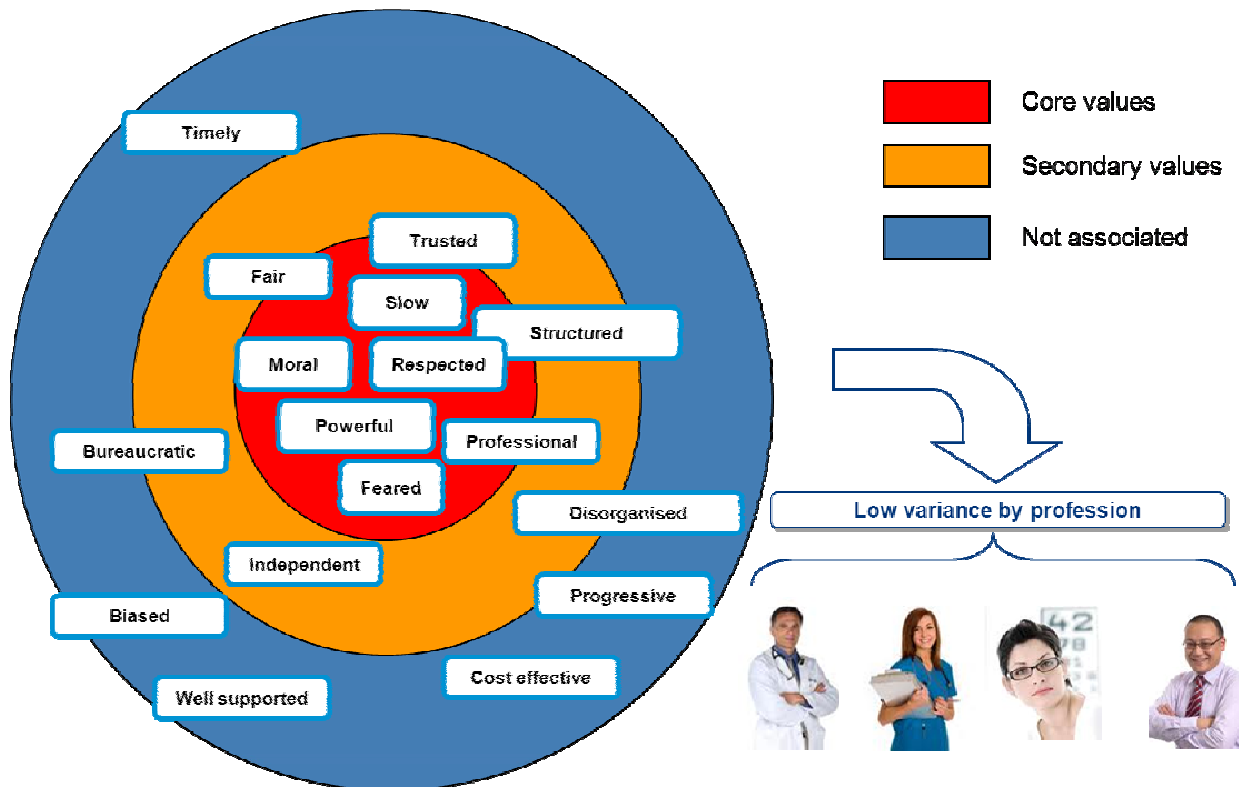 Core values
Secondary values
Not associated
Timely
Trusted
Fair
Slow
Structured
Moral
Respected
Powerful
Professional
Bureaucratic
Feared
Disorganised
Independent
Progressive
Biased
Cost effective
Well supported
Low variance by profession
42